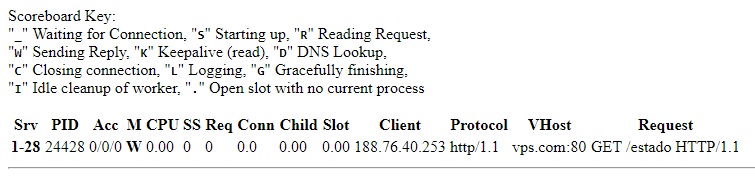 Scoreboard Key:
"_" Waiting for Connection, "S" Starting up, "R" Reading Request,
"W" Sending Reply, "K" Keepalive (read), "D" DNS Lookup,
"C" Closing connection, "L" Logging, "G" Gracefully finishing,
"I" Idle cleanup of worker, "." Open slot with no current process
Srv PID Acc M CPU SS Req Conn Child Slot Client Protocol VHost Request
1-28 24428 0/0/0 W 0.00 0 0 0.0 0.00 0.00 188.76.40.253 http/1.1 vps.com:80 GET /estado HTTP/1.1